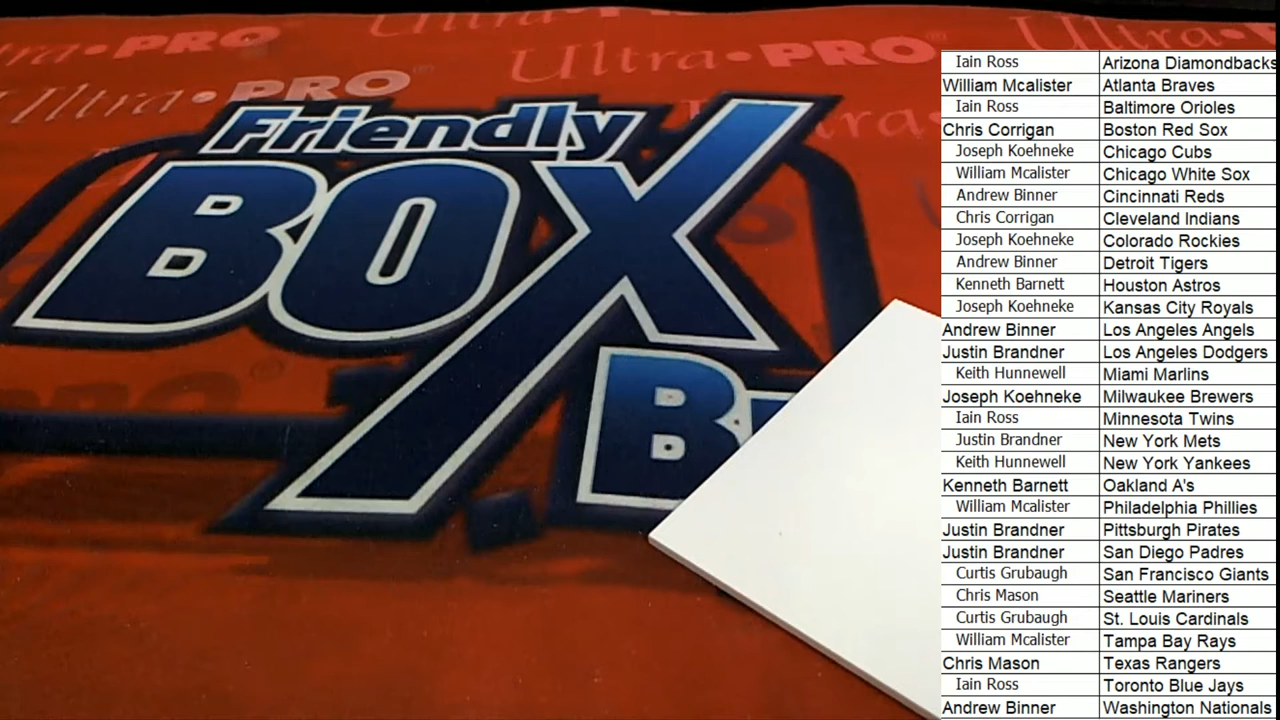 Ultra•PRO
Ultra•PRO
Ultra•PRO
Friendly
BOX
B
Iain Ross Arizona Diamondbacks
William Mcalister Atlanta Braves
Iain Ross Baltimore Orioles
Chris Corrigan Boston Red Sox
Joseph Koehneke Chicago Cubs
William Mcalister Chicago White Sox
Andrew Binner Cincinnati Reds
Chris Corrigan Cleveland Indians
Joseph Koehneke Colorado Rockies
Andrew Binner Detroit Tigers
Kenneth Barnett Houston Astros
Joseph Koehneke Kansas City Royals
Andrew Binner Los Angeles Angels
Justin Brandner Los Angeles Dodgers
Keith Hunnewell Miami Marlins
Joseph Koehneke Milwaukee Brewers
Iain Ross Minnesota Twins
Justin Brandner New York Mets
Keith Hunnewell New York Yankees
Kenneth Barnett Oakland A's
William Mcalister Philadelphia Phillies
Justin Brandner Pittsburgh Pirates
Justin Brandner San Diego Padres
Curtis Grubaugh San Francisco Giants
Chris Mason Seattle Mariners
Curtis Grubaugh St. Louis Cardinals
William Mcalister Tampa Bay Rays
Chris Mason Texas Rangers
Iain Ross Toronto Blue Jays
Andrew Binner Washington Nationals